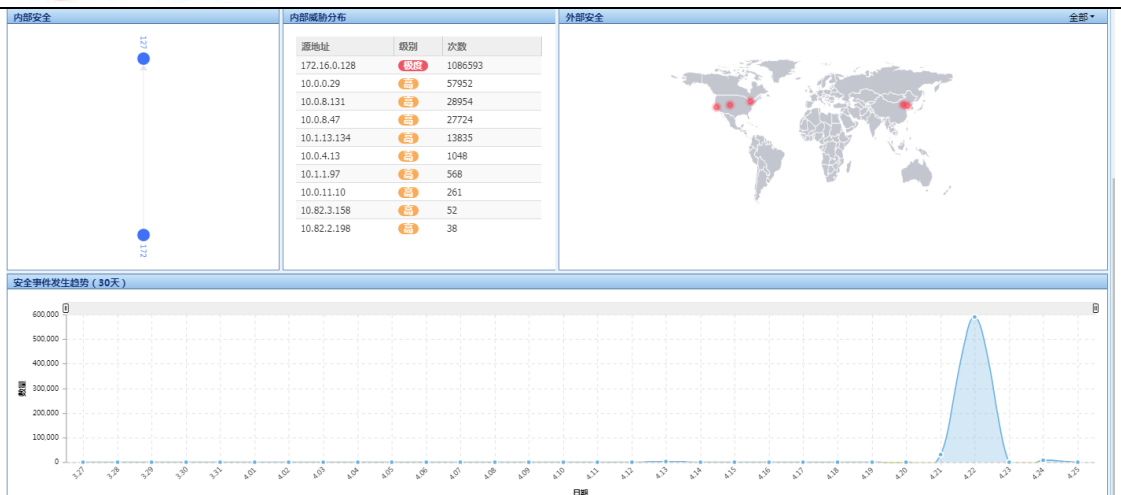 内部安全
127
172
内部威胁分布
源地址 级别 次数
172.16.0.128 极度 1086593
10.0.0.29 高 57952
10.0.8.131 高 28954
10.0.8.47 高 27724
10.1.13.134 高 13835
10.0.4.13 高 1048
10.1.1.97 高 568
10.0.11.10 高 261
10.82.3.158 高 52
10.82.2.198 高 38
外部安全 全部
安全事件发生趋势（30天）
600,000
500,000
400,000
300,000
200,000
100,000
0
数量
3.27 3.28 3.29 3.30 3.31 4.01 4.02 4.03 4.04 4.05 4.06 4.07 4.08 4.09 4.10 4.11 4.12 4.13 4.14 4.15 4.16 4.17 4.18 4.19 4.20 4.21 4.22 4.23 4.24 4.25
日期